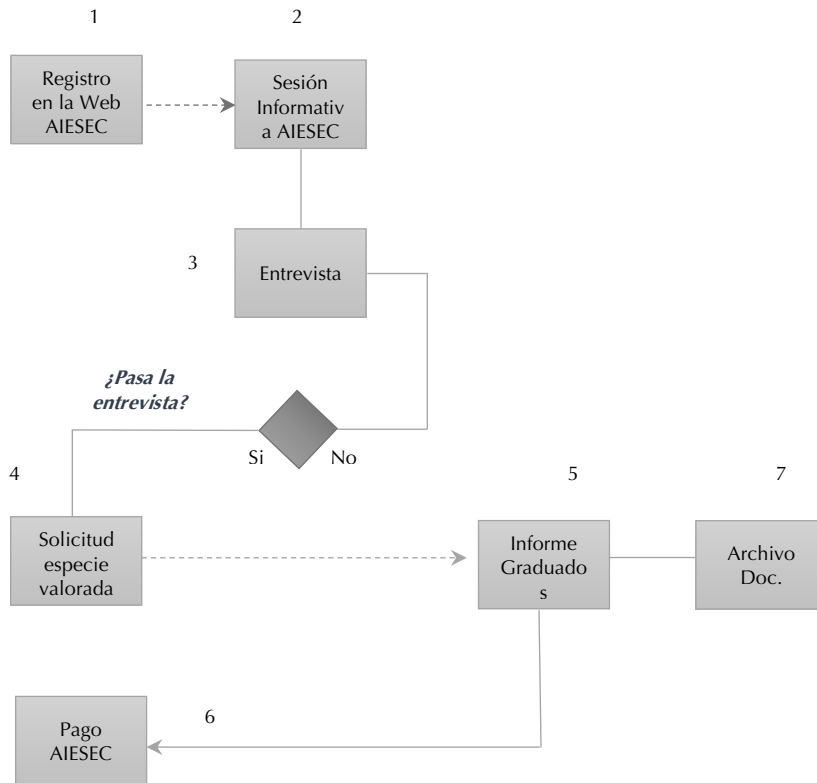 1
2
Registro
en la Web
AIESEC
Sesión
Informativ
a AIESEC
3
Entrevista
¿Pasa la
entrevista?
Si
No
4
5
7
Solicitud
especie
valorada
Informe
Graduado
s
Archivo
Doc.
6
Pago
AIESEC